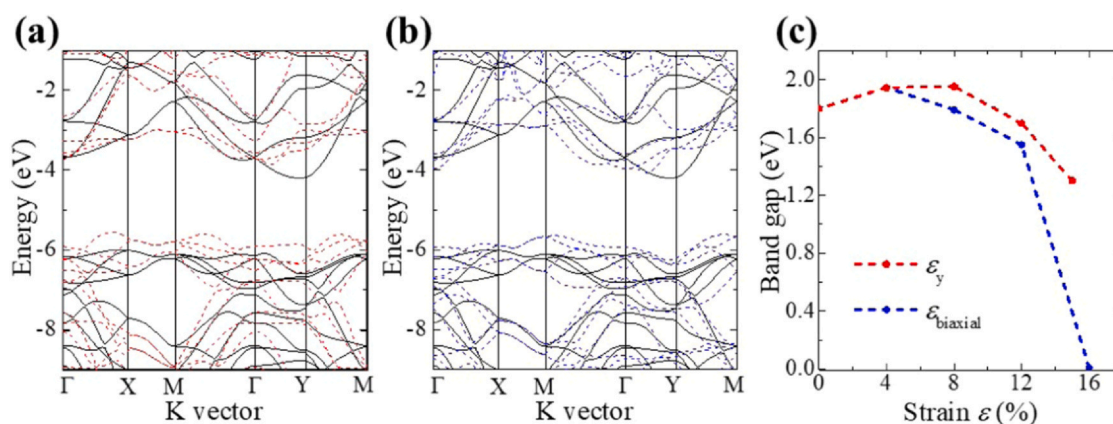 (a)
(b)
(c)
Energy (eV)
-2
-4
-6
-8
Γ X M Γ Y M
K vector
Energy (eV)
-2
-4
-6
-8
Γ X M Γ Y M
K vector
Band gap (eV)
2.0
1.6
1.2
0.8
0.4
0.0
εy
εbiaxial
0 4 8 12 16
Strain ε (%)